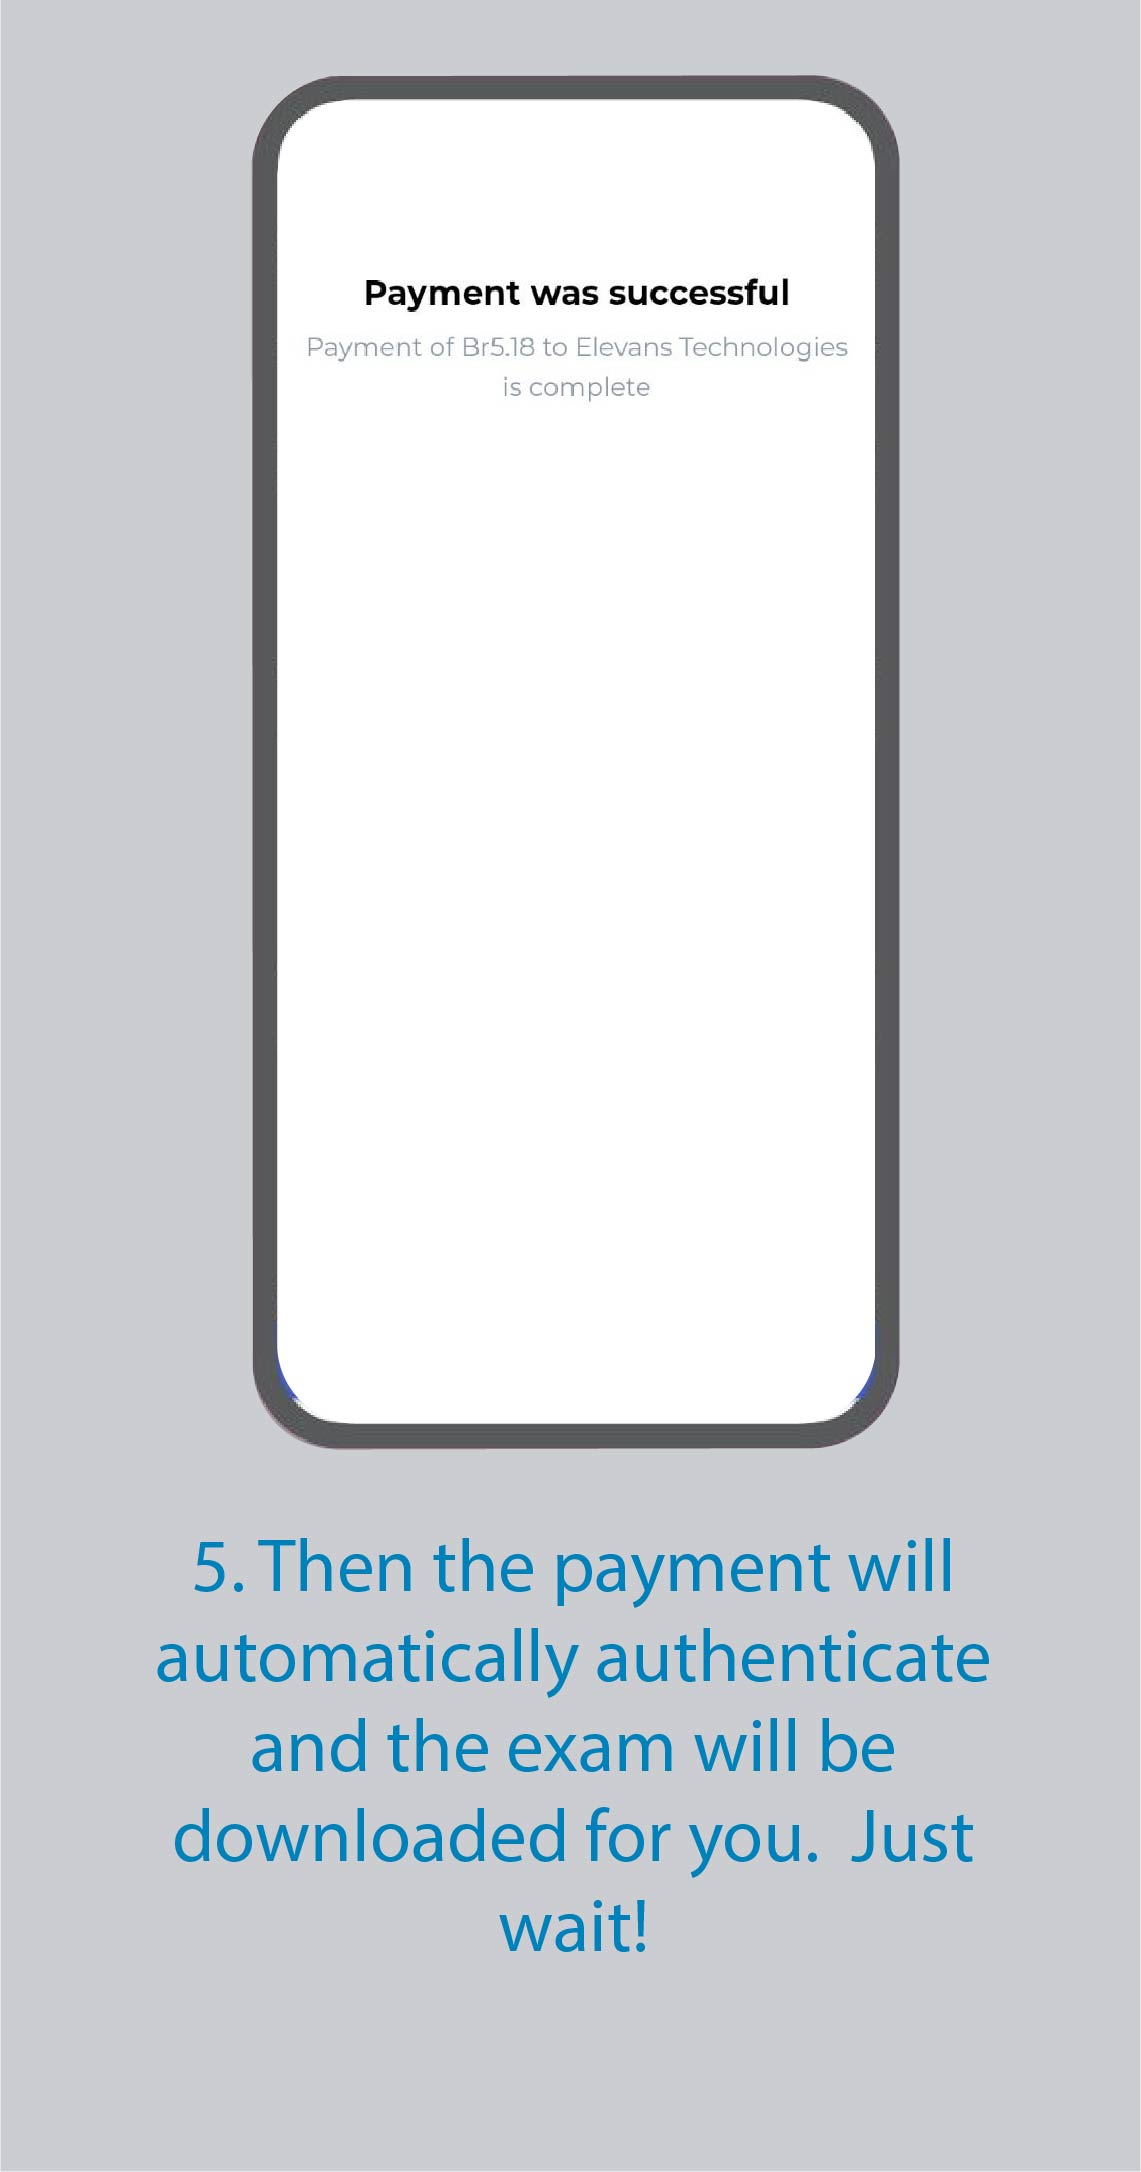 Payment was successful
Payment of Br5.18 to Elevans Technologies
is complete
5. Then the payment will
automatically authenticate
and the exam will be
downloaded for you.  Just
wait!